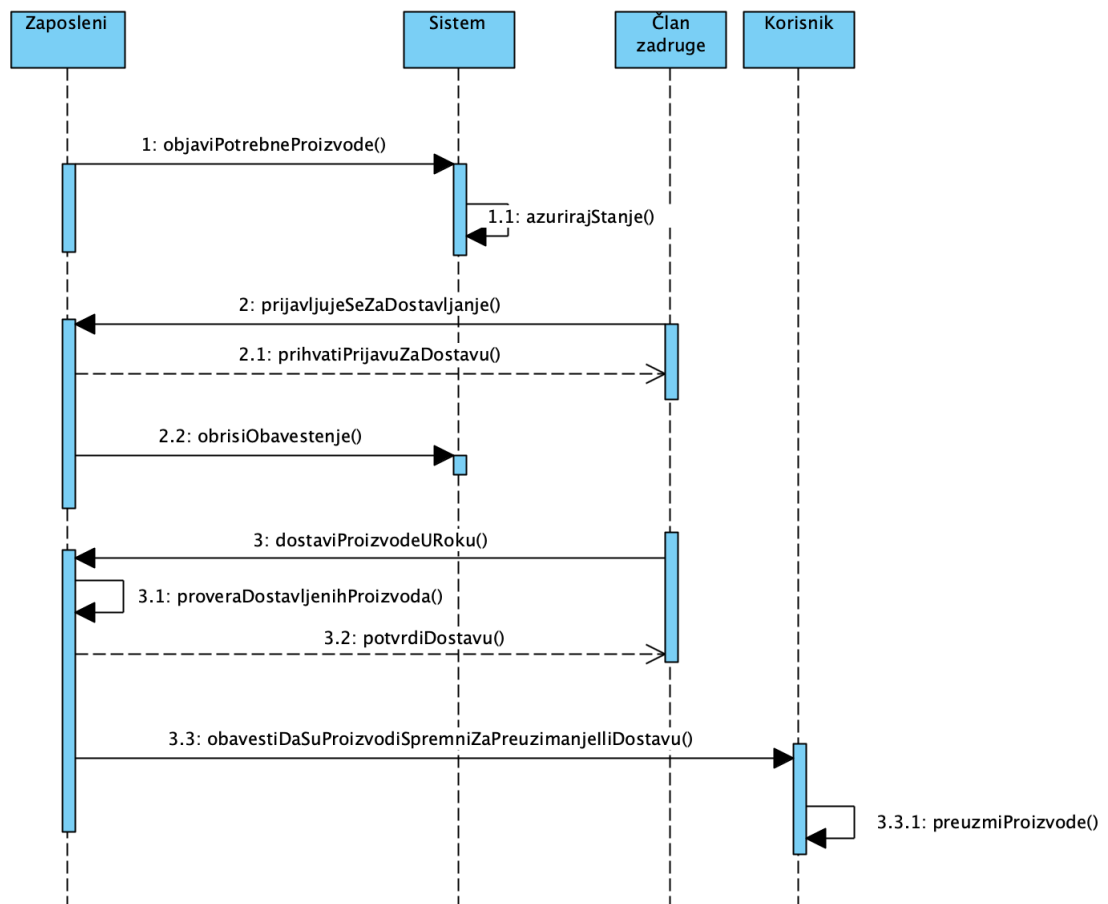 Zaposleni
Sistem
Član
zadruge
Korisnik
1: objaviPotrebneProizvode()
1.1: azurirajStanje()
2: prijavljujeSeZaDostavljanje()
2.1: prihvatiPrijavuZaDostavu()
2.2: obrisiObavestenje()
3: dostaviProizvodeURoku()
3.1: proveraDostavljenihProizvoda()
3.2: potvrdiDostavu()
3.3: obavestiDaSuProizvodiSpremniZaPreuzimanjeIliDostavu()
3.3.1: preuzmiProizvode()